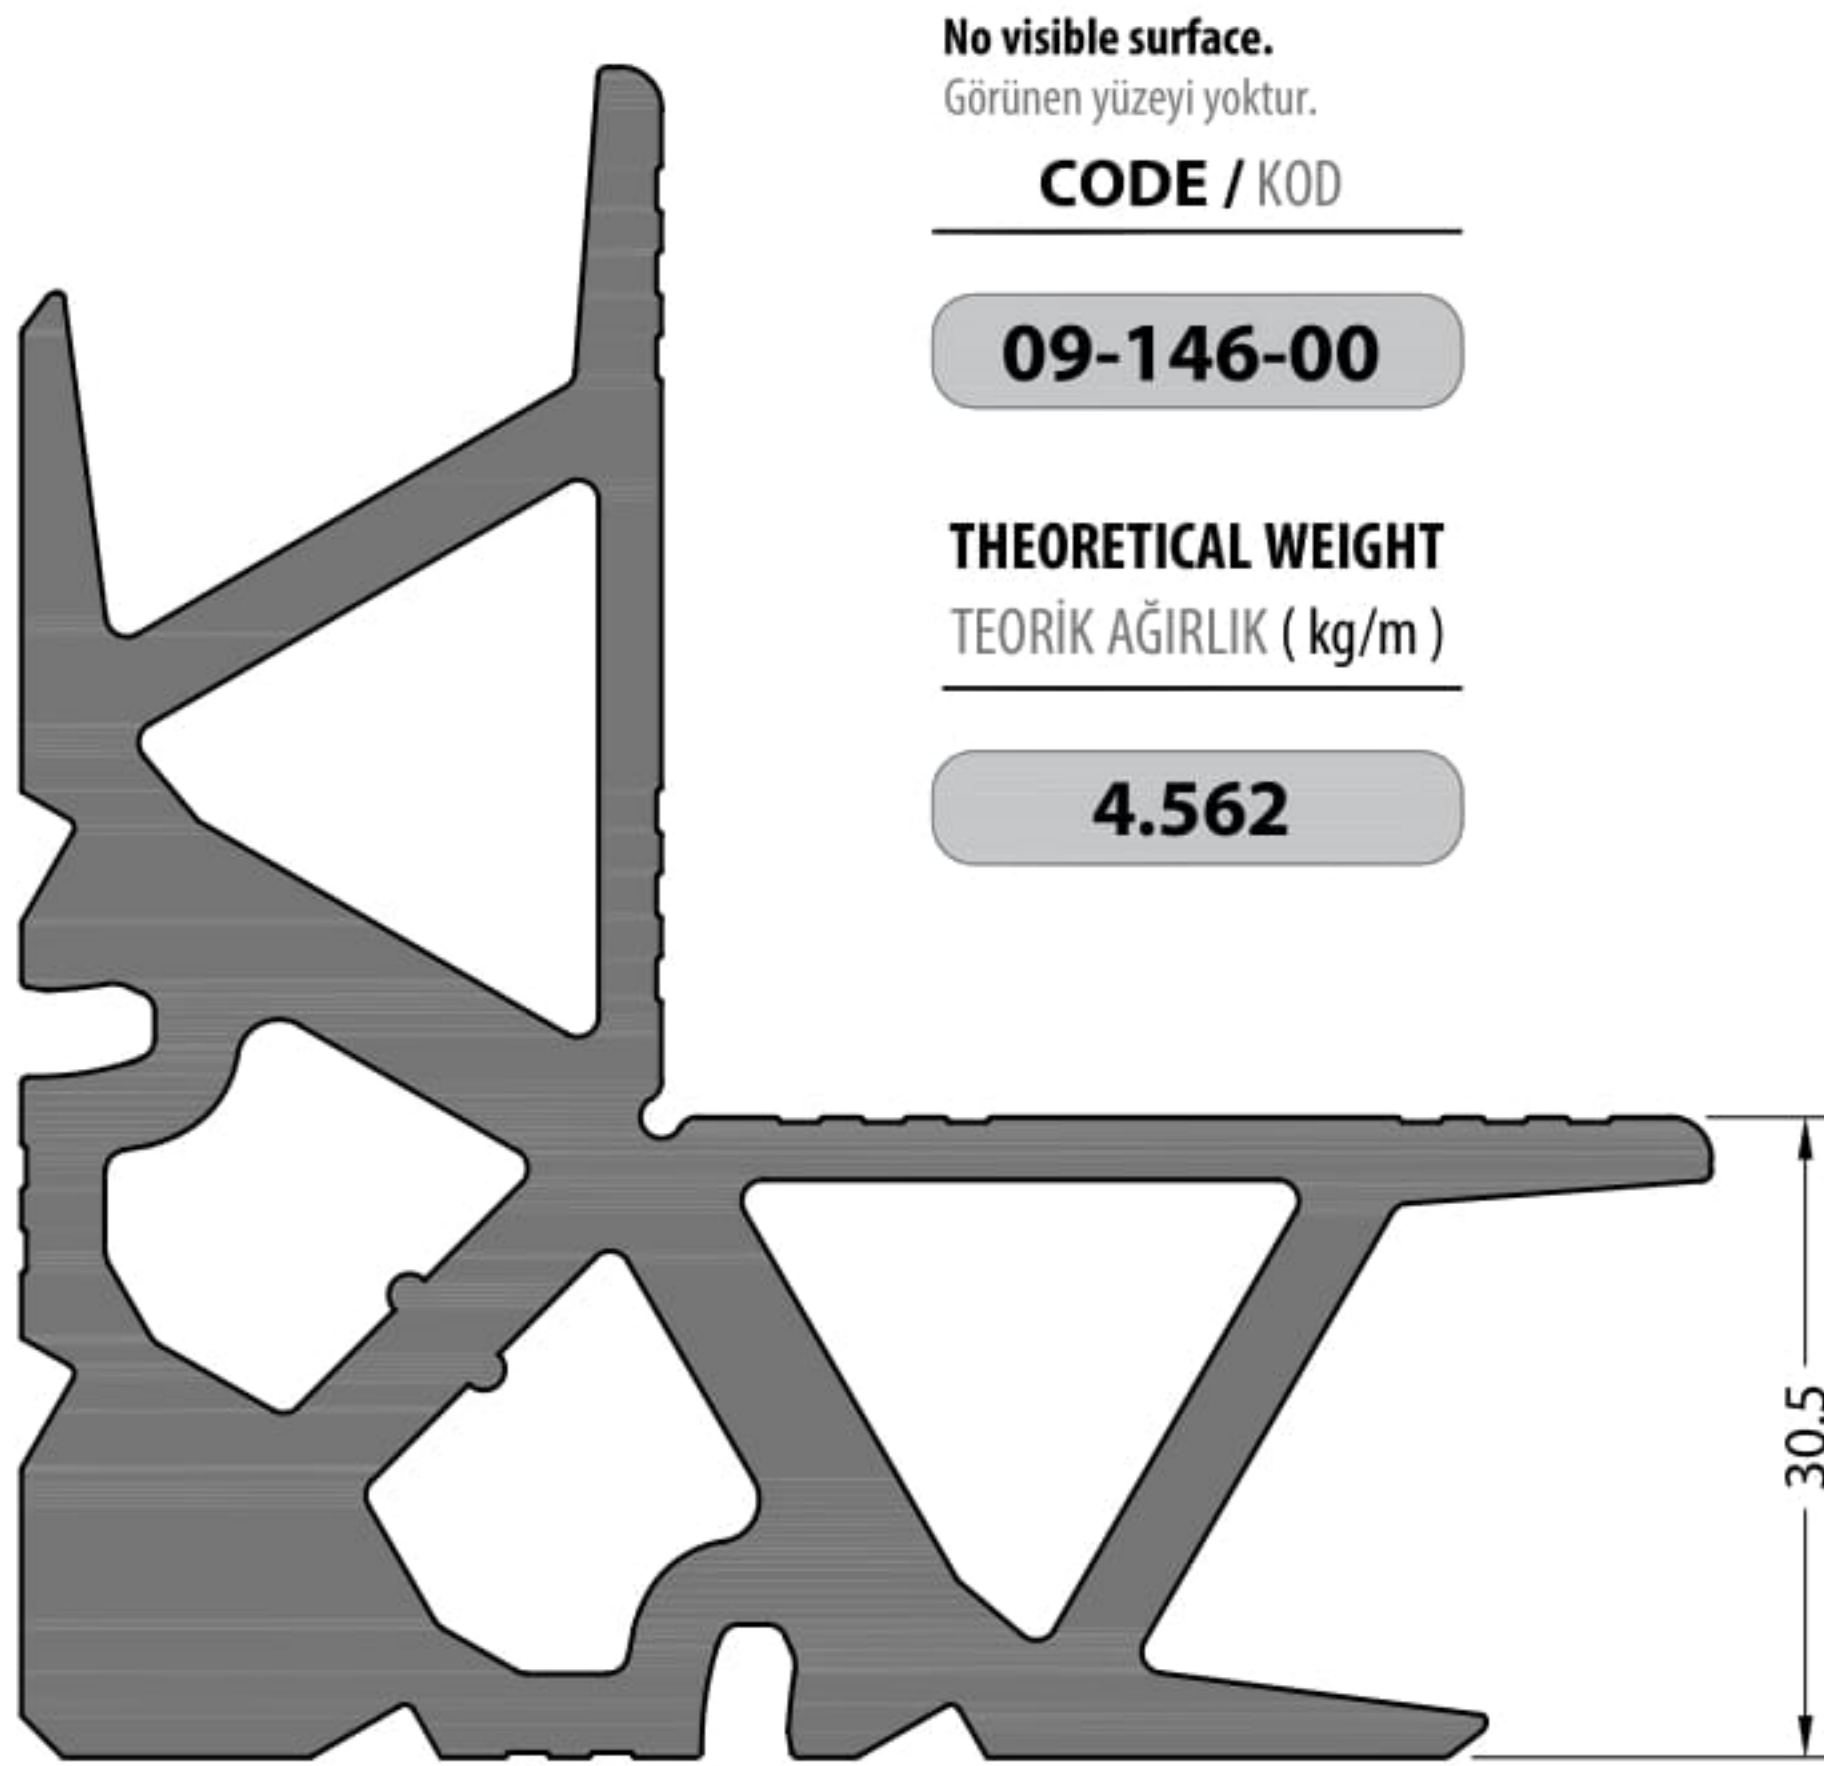 No visible surface.
Görünen yüzeyi yoktur.
CODE / KOD
09-146-00
THEORETICAL WEIGHT
TEORİK AĞIRLIK ( kg/m )
4.562
30.5